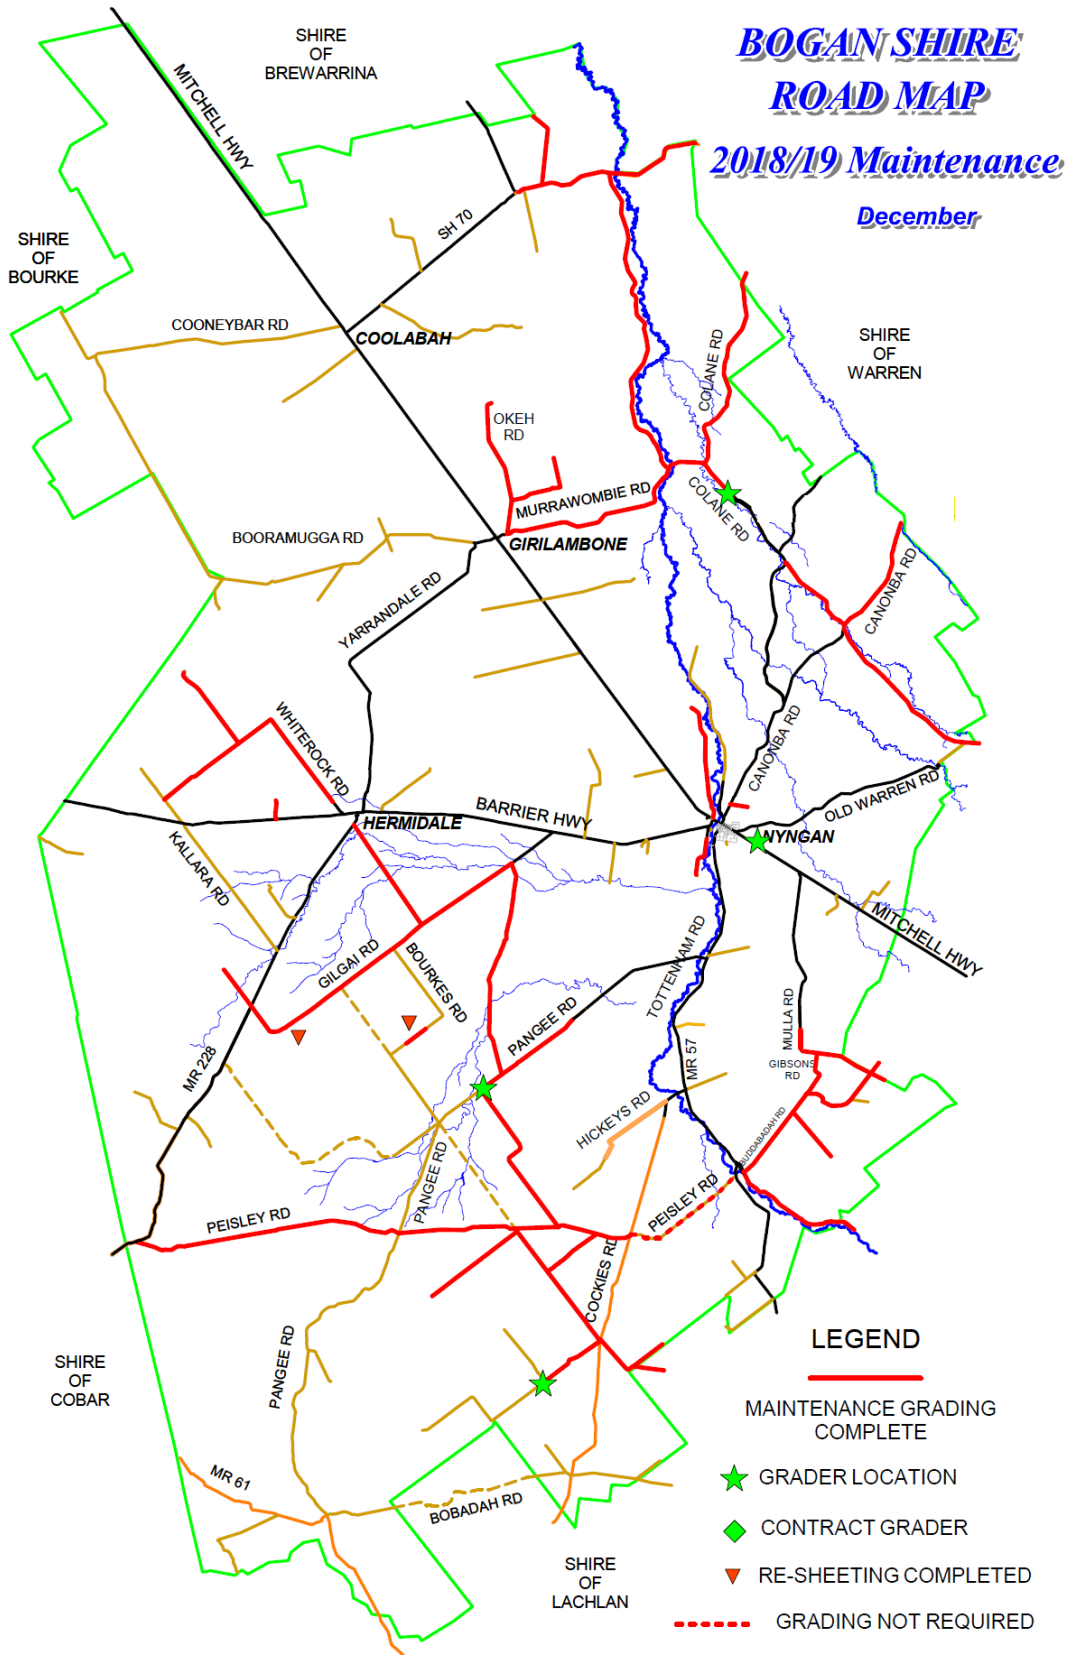 BOGAN SHIRE
ROAD MAP
2018/19 Maintenance
December
SHIRE
OF
BREWARRINA
MITCHELL HWY
SH 70
SHIRE
OF
BOURKE
COONEYBAR RD
COOLABAH
SHIRE
OF
WARREN
COLANE RD
OKEH
RD
MURRAWOMBIE RD
COLANE RD
BOORAMUGGA RD
GIRILAMBONE
YARRANDALE RD
CANONBA RD
WHITEROCK RD
CANONBA RD
OLD WARREN RD
BARRIER HWY
HERMIDALE
NYNGAN
KALLARA RD
MITCHELL HWY
GILGAI RD
BOURKES RD
TOTTENHAM RD
PANGEE RD
MULLA RD
MR 228
MR 57
GIBSONS
RD
HICKEYS RD
BUDDABADAH RD
PANGEE RD
PEISLEY RD
PEISLEY RD
COCKIES RD
PANGEE RD
SHIRE
OF
COBAR
MR 61
BOBADAH RD
SHIRE
OF
LACHLAN
LEGEND
MAINTENANCE GRADING
COMPLETE
GRADER LOCATION
CONTRACT GRADER
RE-SHEETING COMPLETED
GRADING NOT REQUIRED